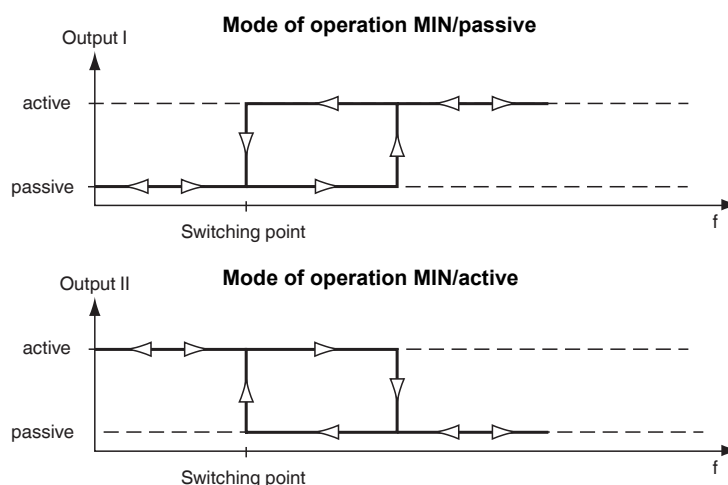 Mode of operation MIN/passive
Output I
active
passive
Switching point
f
Mode of operation MIN/active
Output II
active
passive
Switching point
f